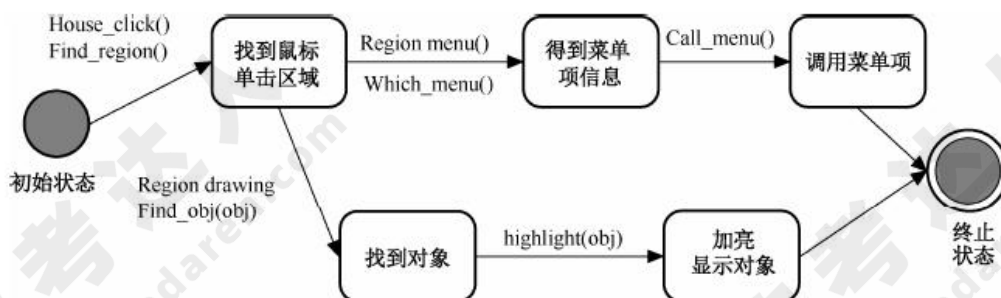 House_click()
Find_region()
找到鼠标
单击区域
Region menu()
Which_menu()
得到菜单
项信息
Call_menu()
调用菜单项
初始状态
Region drawing
Find_obj(obj)
找到对象
highlight(obj)
加亮
显示对象
终止
状态